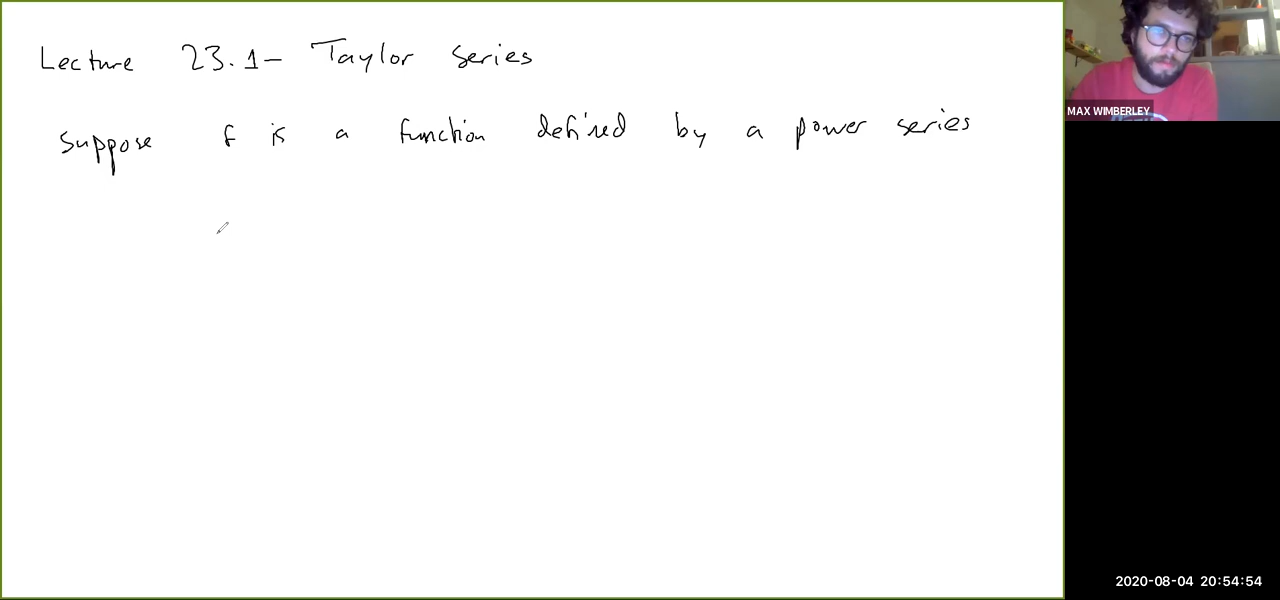 Lecture 23.1- Taylor series
Suppose f is a function defined by a power series
MAX WIMBERLEY
2020-08-04 20:54:54